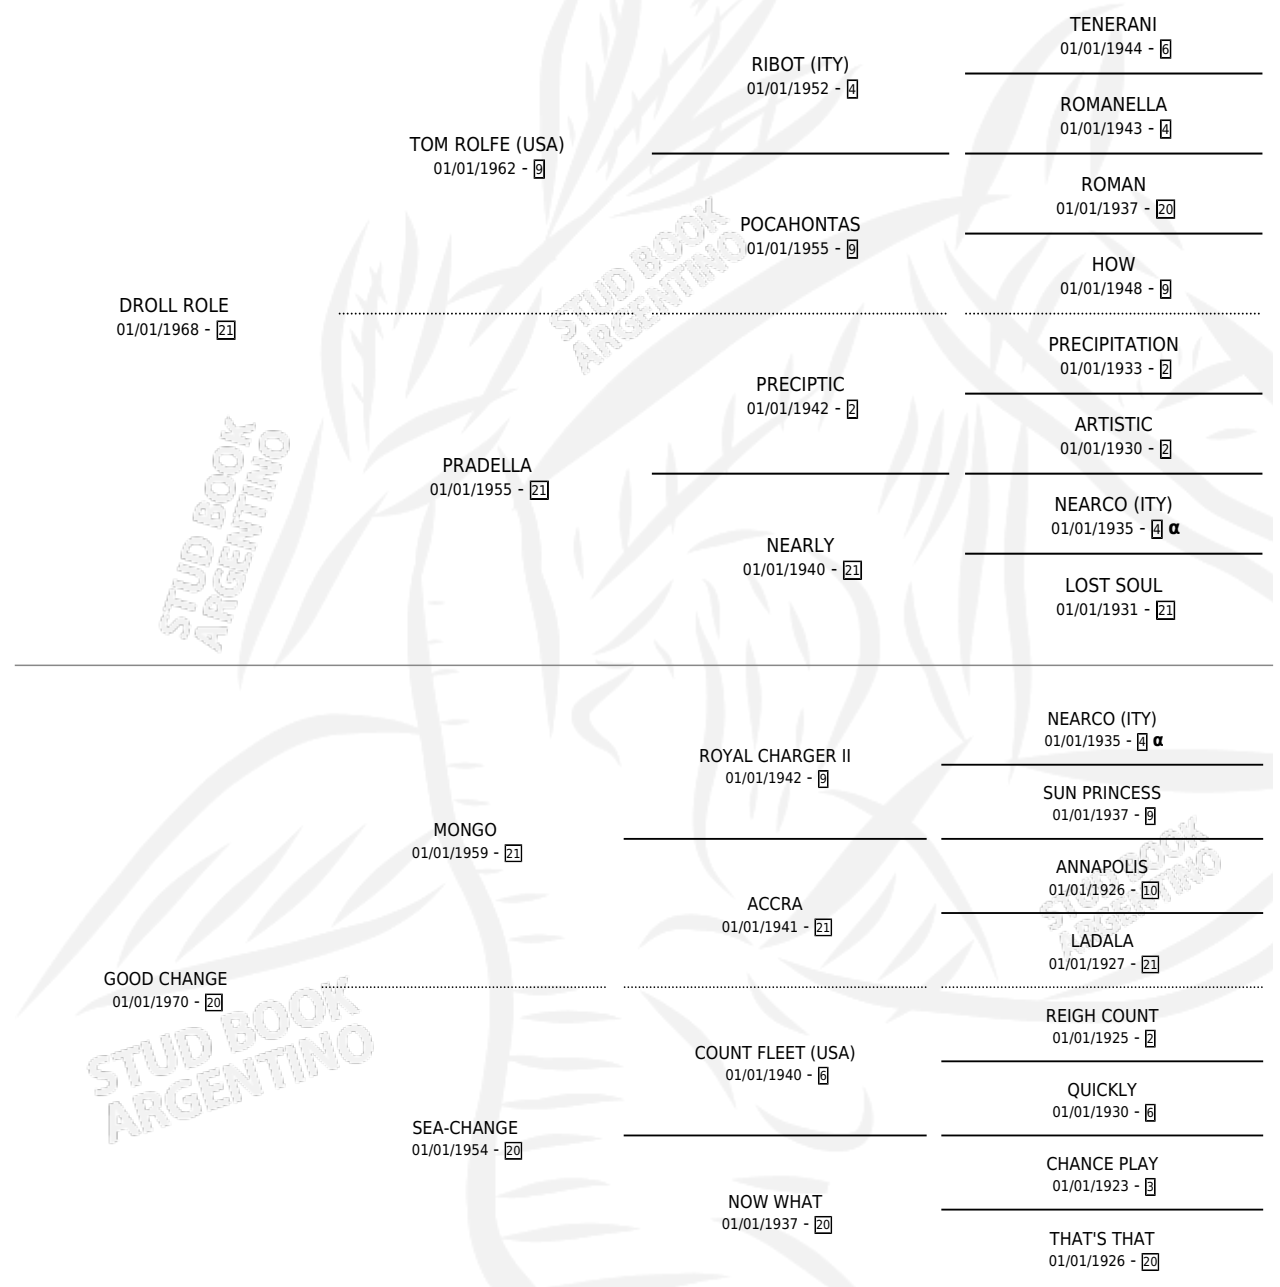 TENERANI
01/01/1944 - 6
RIBOT (ITY)
01/01/1952 - 4
ROMANELLA
01/01/1943 - 4
TOM ROLFE (USA)
01/01/1962 - 9
ROMAN
01/01/1937 - 20
POCAHONTAS
01/01/1955 - 9
HOW
01/01/1948 - 9
DROLL ROLE
01/01/1968 - 21
PRECIPITATION
01/01/1933 - 2
PRECIPTIC
01/01/1942 - 2
ARTISTIC
01/01/1930 - 2
PRADELLA
01/01/1955 - 21
NEARCO (ITY)
01/01/1935 - 4 α
NEARLY
01/01/1940 - 21
LOST SOUL
01/01/1931 - 21
NEARCO (ITY)
01/01/1935 - 4 α
ROYAL CHARGER II
01/01/1942 - 9
SUN PRINCESS
01/01/1937 - 9
MONGO
01/01/1959 - 21
ANNAPOLIS
01/01/1926 - 10
ACCRA
01/01/1941 - 21
LADALA
01/01/1927 - 21
GOOD CHANGE
01/01/1970 - 20
REIGH COUNT
01/01/1925 - 2
COUNT FLEET (USA)
01/01/1940 - 6
QUICKLY
01/01/1930 - 6
SEA-CHANGE
01/01/1954 - 20
CHANCE PLAY
01/01/1923 - 3
NOW WHAT
01/01/1937 - 20
THAT'S THAT
01/01/1926 - 20
STUD BOOK
ARGENTINO
STUD BOOK
ARGENTINO
STUD BOOK
ARGENTINO
STUD BOOK
ARGENTINO